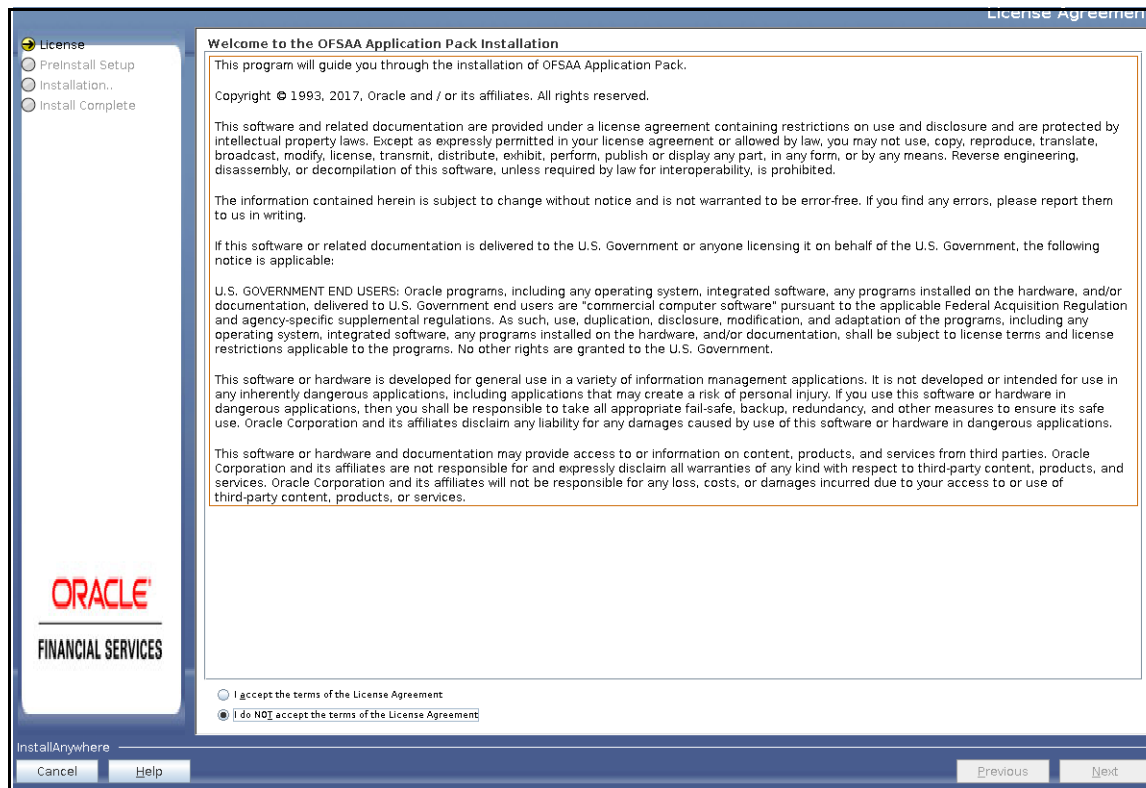 License Agreement
License
PreInstall Setup
Installation..
Install Complete
Welcome to the OFSAA Application Pack Installation
This program will guide you through the installation of OFSAA Application Pack.
Copyright © 1993, 2017, Oracle and / or its affiliates. All rights reserved.
This software and related documentation are provided under a license agreement containing restrictions on use and disclosure and are protected by
intellectual property laws. Except as expressly permitted in your license agreement or allowed by law, you may not use, copy, reproduce, translate,
broadcast, modify, license, transmit, distribute, exhibit, perform, publish or display any part, in any form, or by any means. Reverse engineering,
disassembly, or decompilation of this software, unless required by law for interoperability, is prohibited.
The information contained herein is subject to change without notice and is not warranted to be error-free. If you find any errors, please report them
to us in writing.
If this software or related documentation is delivered to the U.S. Government or anyone licensing it on behalf of the U.S. Government, the following
notice is applicable:
U.S. GOVERNMENT END USERS: Oracle programs, including any operating system, integrated software, any programs installed on the hardware, and/or
documentation, delivered to U.S. Government end users are "commercial computer software" pursuant to the applicable Federal Acquisition Regulation
and agency-specific supplemental regulations. As such, use, duplication, disclosure, modification, and adaptation of the programs, including any
operating system, integrated software, any programs installed on the hardware, and/or documentation, shall be subject to license terms and license
restrictions applicable to the programs. No other rights are granted to the U.S. Government.
This software or hardware is developed for general use in a variety of information management applications. It is not developed or intended for use in
any inherently dangerous applications, including applications that may create a risk of personal injury. If you use this software or hardware in
dangerous applications, then you shall be responsible to take all appropriate fail-safe, backup, redundancy, and other measures to ensure its safe
use. Oracle Corporation and its affiliates disclaim any liability for any damages caused by use of this software or hardware in dangerous applications.
This software or hardware and documentation may provide access to or information on content, products, and services from third parties. Oracle
Corporation and its affiliates are not responsible for and expressly disclaim all warranties of any kind with respect to third-party content, products, and
services. Oracle Corporation and its affiliates will not be responsible for any loss, costs, or damages incurred due to your access to or use of
third-party content, products, or services.
ORACLE
FINANCIAL SERVICES
I accept the terms of the License Agreement
I do NOT accept the terms of the License Agreement
InstallAnywhere
Cancel
Help
Previous
Next